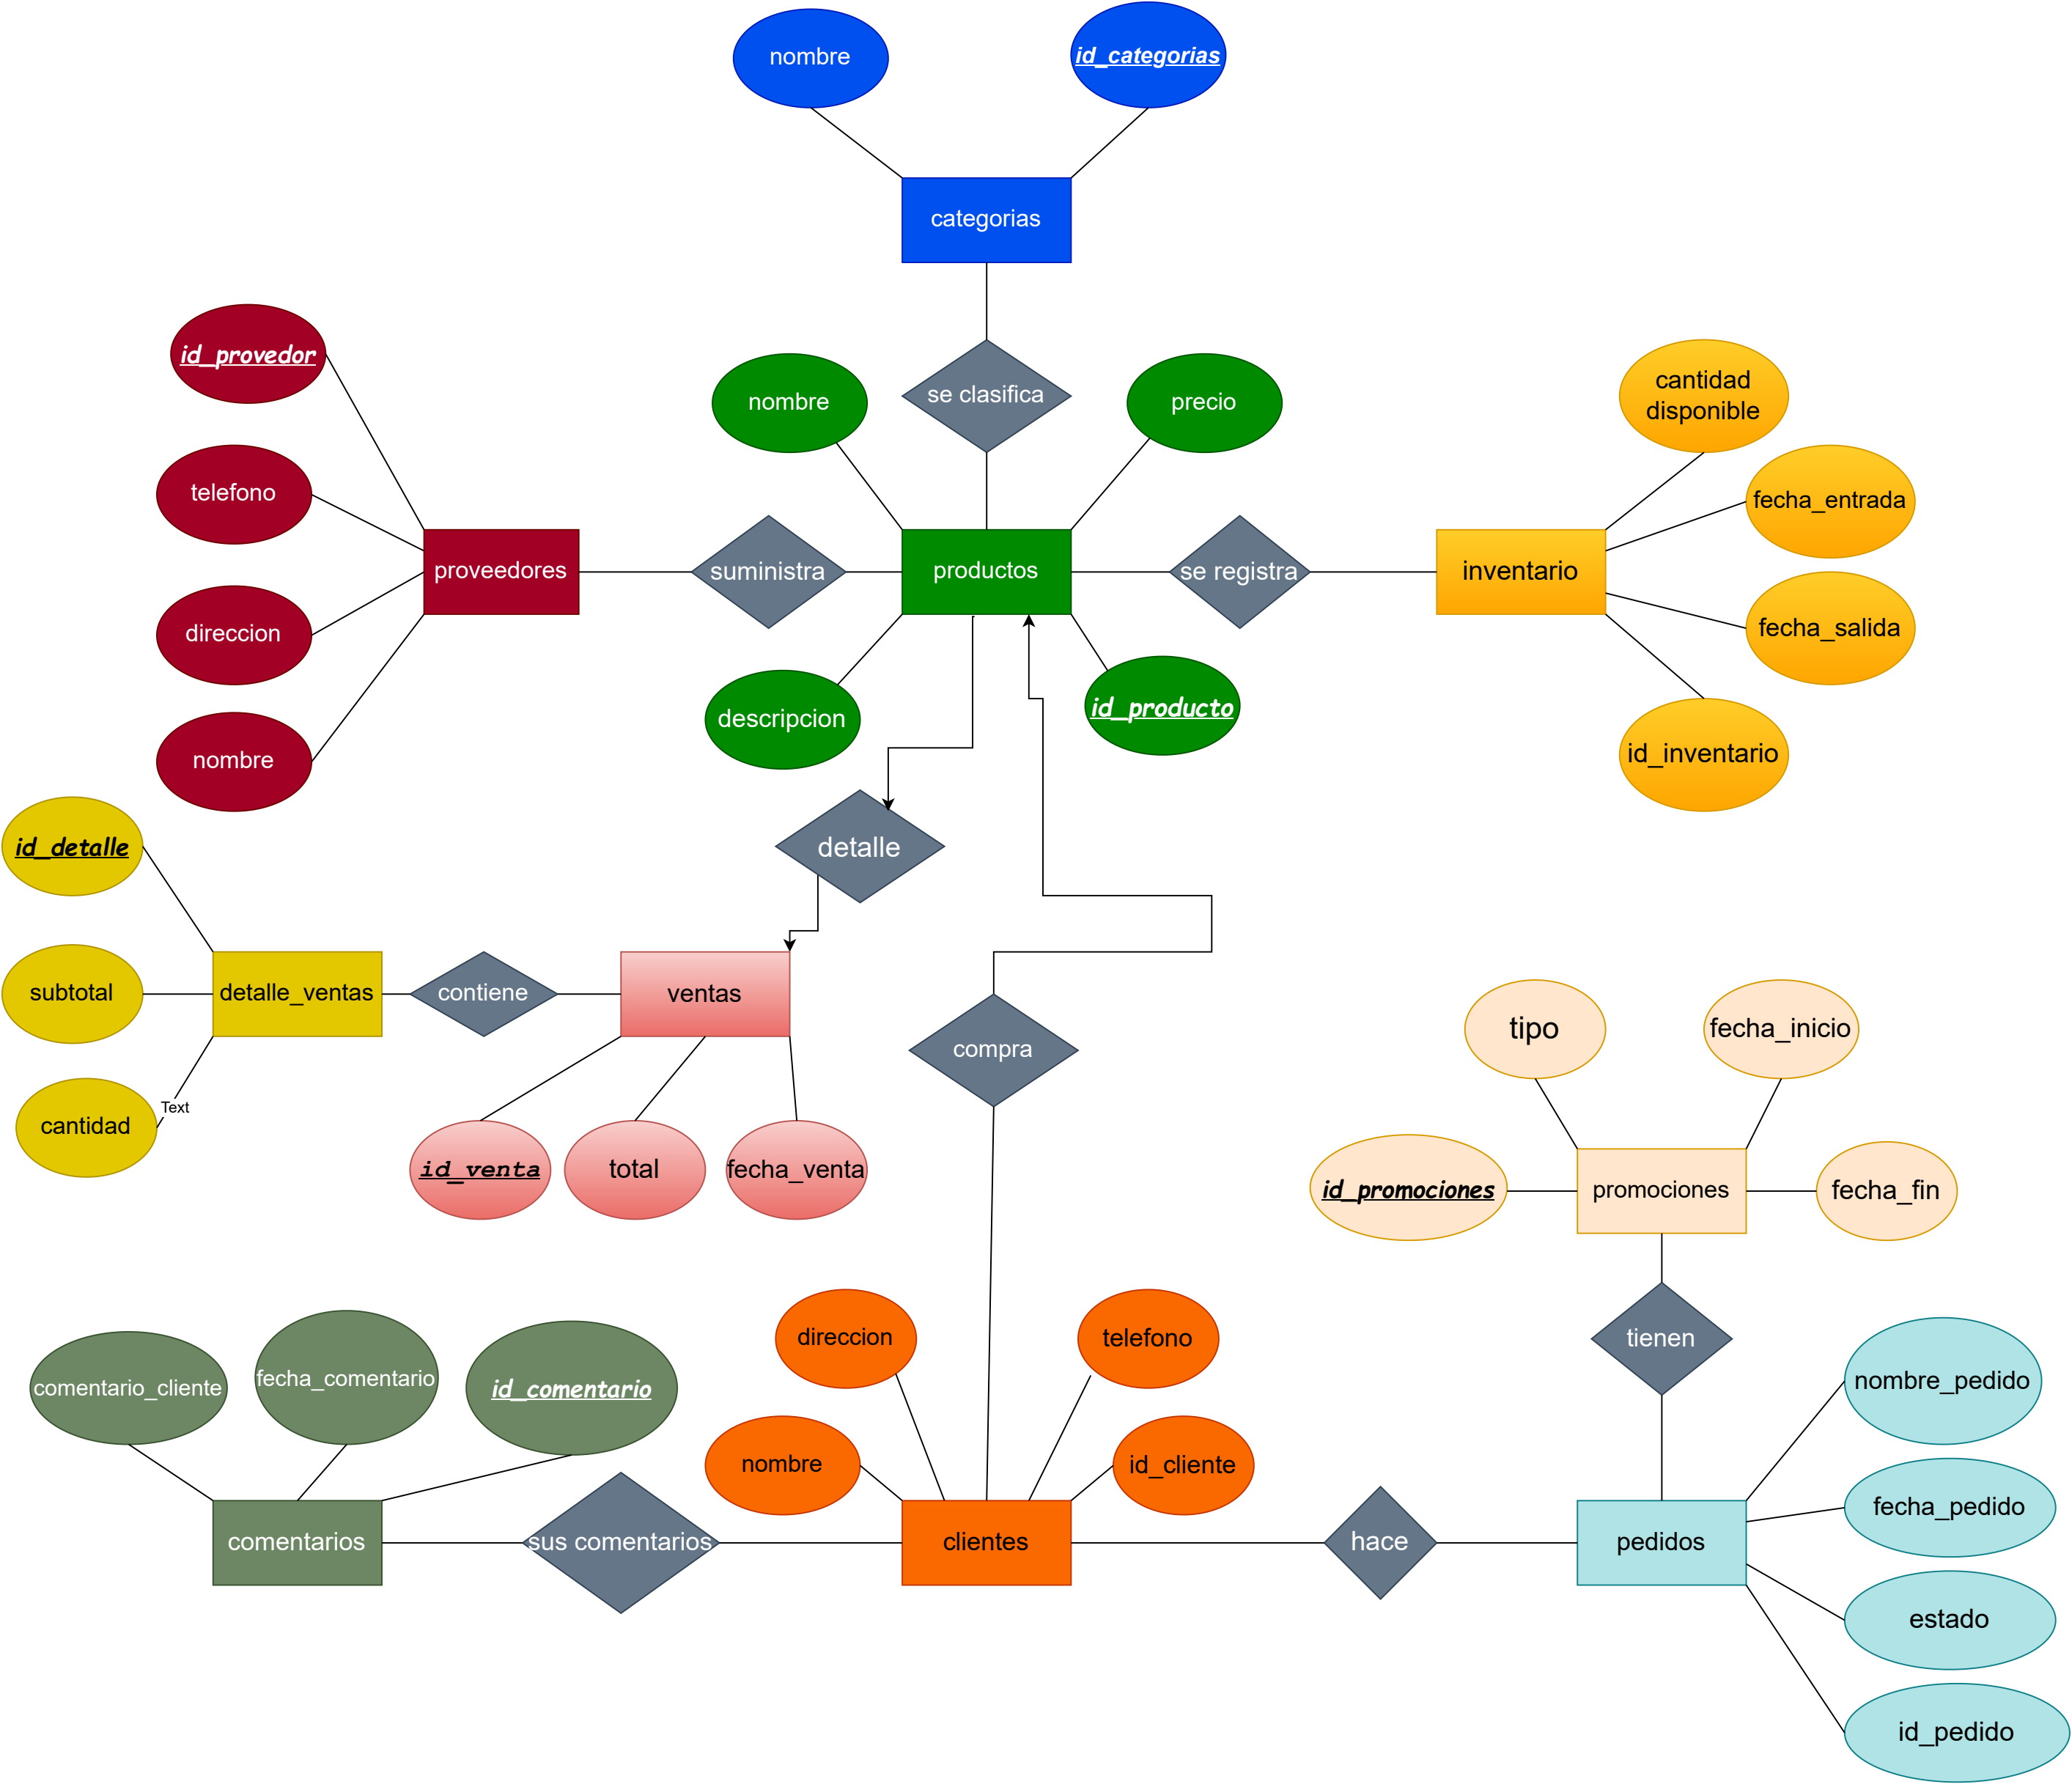 nombre
id_categorias
categorias
id_provedor
nombre
se clasifica
precio
cantidad
disponible
telefono
fecha_entrada
proveedores
suministra
productos
se registra
inventario
direccion
fecha_salida
descripcion
id_producto
nombre
id_inventario
id_detalle
detalle
subtotal
detalle_ventas
contiene
ventas
compra
tipo
fecha_inicio
Text
cantidad
id_venta
total
fecha_venta
id_promociones
promociones
fecha_fin
comentario_cliente
fecha_comentario
id_comentario
direccion
telefono
tienen
nombre_pedido
nombre
id_cliente
fecha_pedido
comentarios
sus comentarios
clientes
hace
pedidos
estado
id_pedido